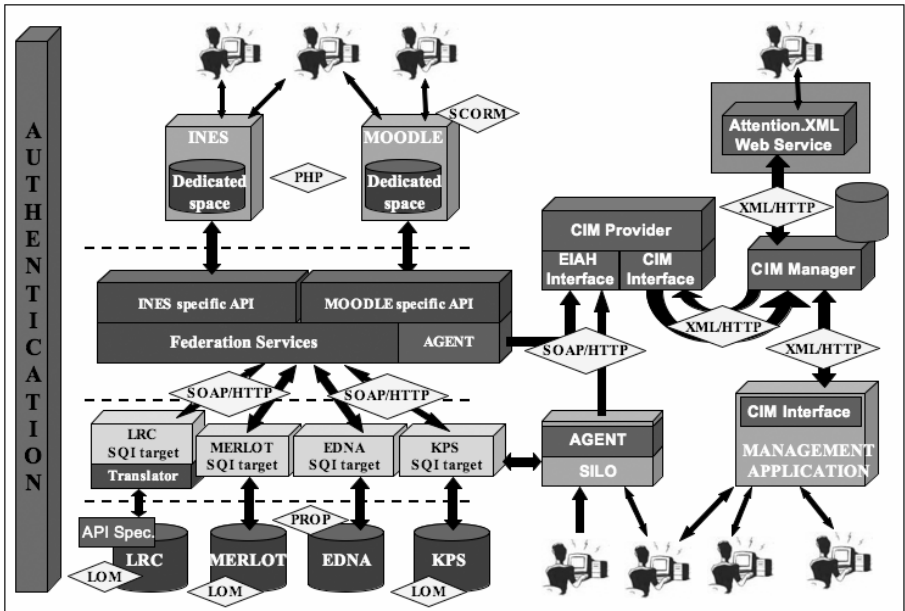 AUTHENTICATION
INES
MOODLE
SCORM
Dedicated
space
PHP
Dedicated
space
Attention.XML
Web Service
XML/HTTP
CIM Provider
EIAH
Interface
CIM
Interface
CIM Manager
INES specific API
MOODLE specific API
Federation Services
AGENT
XML/HTTP
SOAP/HTTP
XML/HTTP
SOAP/HTTP
SOAP/HTTP
LRC
SQI target
Translator
MERLOT
SQI target
EDNA
SQI target
KPS
SQI target
AGENT
SILO
CIM Interface
MANAGEMENT
APPLICATION
API Spec.
PROP
LRC
MERLOT
EDNA
KPS
LOM
LOM
LOM